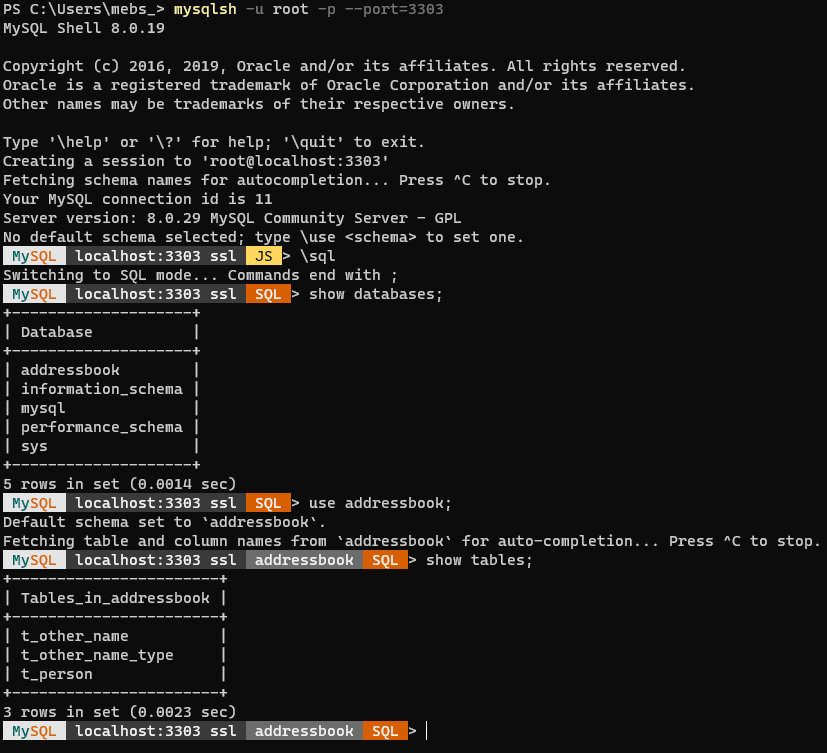 PS C:\Users\mebs_> mysqlsh -u root -p --port=3303
MySQL Shell 8.0.19

Copyright (c) 2016, 2019, Oracle and/or its affiliates. All rights reserved.
Oracle is a registered trademark of Oracle Corporation and/or its affiliates.
Other names may be trademarks of their respective owners.

Type '\help' or '\?' for help; '\quit' to exit.
Creating a session to 'root@localhost:3303'
Fetching schema names for autocompletion... Press ^C to stop.
Your MySQL connection id is 11
Server version: 8.0.29 MySQL Community Server - GPL
No default schema selected; type \use <schema> to set one.
 MySQL  localhost:3303 ssl  JS > \sql
Switching to SQL mode... Commands end with ;
 MySQL  localhost:3303 ssl  SQL > show databases;
+--------------------+
| Database           |
+--------------------+
| addressbook        |
| information_schema |
| mysql              |
| performance_schema |
| sys                |
+--------------------+
5 rows in set (0.0014 sec)
 MySQL  localhost:3303 ssl  SQL > use addressbook;
Default schema set to `addressbook`.
Fetching table and column names from `addressbook` for auto-completion... Press ^C to stop.
 MySQL  localhost:3303 ssl  addressbook  SQL > show tables;
+-----------------------+
| Tables_in_addressbook |
+-----------------------+
| t_other_name          |
| t_other_name_type     |
| t_person              |
+-----------------------+
3 rows in set (0.0023 sec)
 MySQL  localhost:3303 ssl  addressbook  SQL >